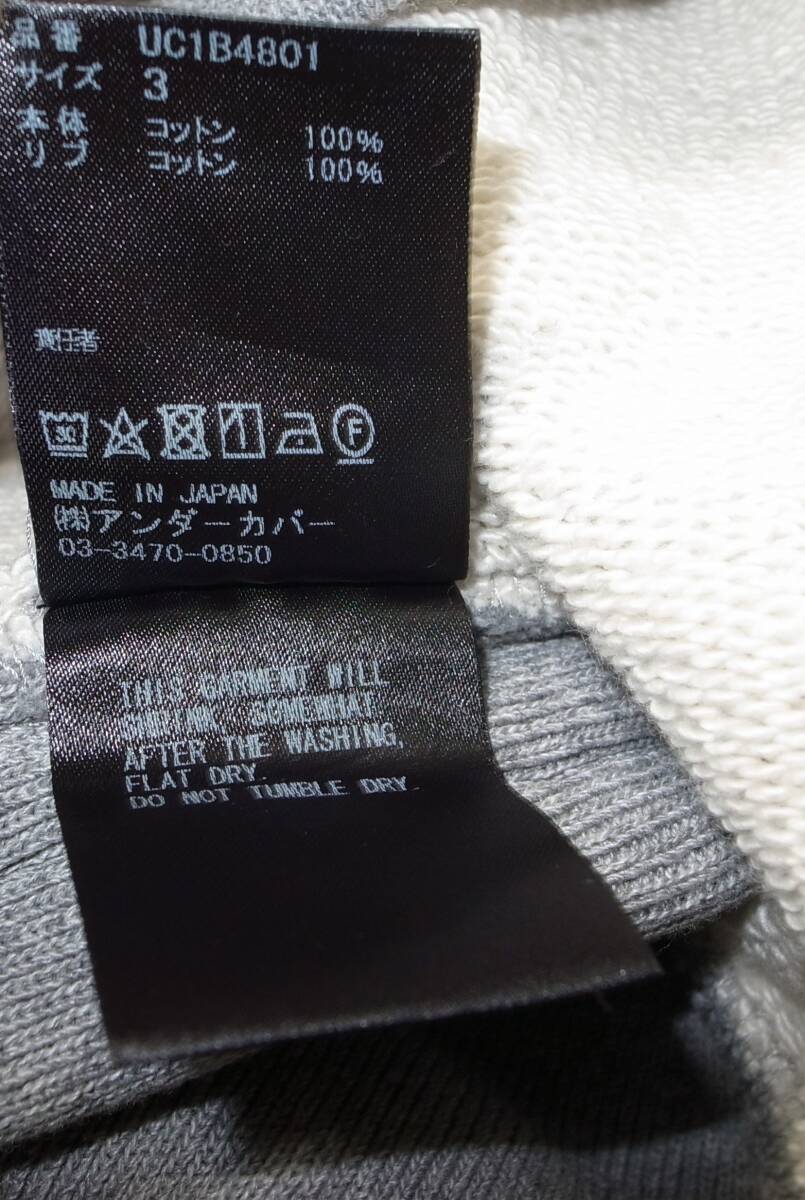 品番 UC1B4801
サイズ 3
本体 コットン 100%
リブ コットン 100%
責任者
30
F
MADE IN JAPAN
㈱アンダーカバー
03-3470-0850
THIS GARMENT WILL
SHRINK SOMEWHAT
AFTER THE WASHING,
FLAT DRY.
DO NOT TUMBLE DRY.